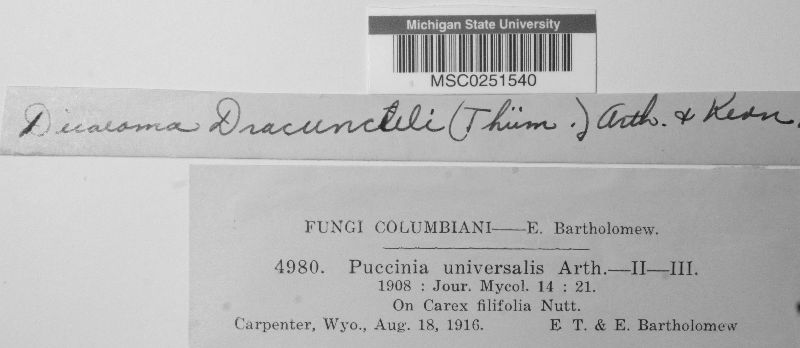 Michigan State University
MSC0251540
Dicaeoma Dracunculi (Thüm.) Arth. & Kern.
FUNGI COLUMBIANI—E. Bartholomew.
4980. Puccinia universalis Arth.—II—III.
1908 : Jour. Mycol. 14 : 21.
On Carex filifolia Nutt.
Carpenter, Wyo., Aug. 18, 1916. E T. & E. Bartholomew